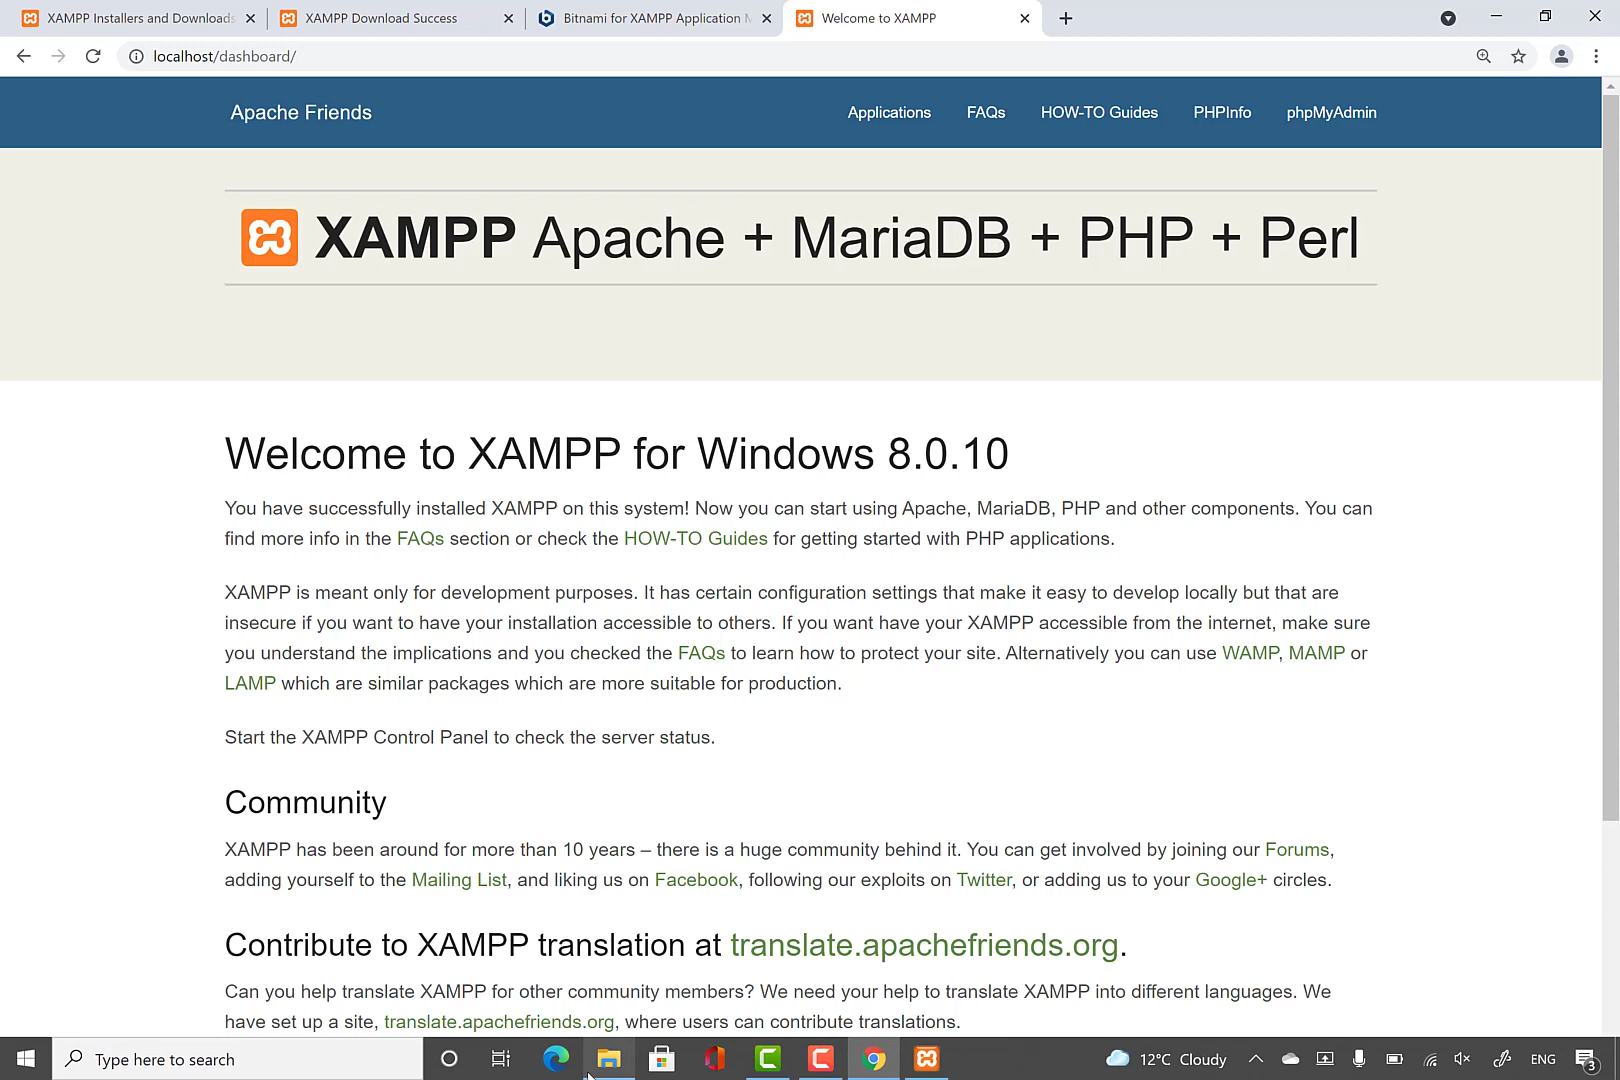 XAMPP Installers and Downloads
XAMPP Download Success
Bitnami for XAMPP Application M
Welcome to XAMPP
localhost/dashboard/
Apache Friends
Applications
FAQs
HOW-TO Guides
PHPInfo
phpMyAdmin
XAMPP Apache + MariaDB + PHP + Perl
Welcome to XAMPP for Windows 8.0.10
You have successfully installed XAMPP on this system! Now you can start using Apache, MariaDB, PHP and other components. You can
find more info in the FAQs section or check the HOW-TO Guides for getting started with PHP applications.
XAMPP is meant only for development purposes. It has certain configuration settings that make it easy to develop locally but that are
insecure if you want to have your installation accessible to others. If you want have your XAMPP accessible from the internet, make sure
you understand the implications and you checked the FAQs to learn how to protect your site. Alternatively you can use WAMP, MAMP or
LAMP which are similar packages which are more suitable for production.
Start the XAMPP Control Panel to check the server status.
Community
XAMPP has been around for more than 10 years – there is a huge community behind it. You can get involved by joining our Forums,
adding yourself to the Mailing List, and liking us on Facebook, following our exploits on Twitter, or adding us to your Google+ circles.
Contribute to XAMPP translation at translate.apachefriends.org.
Can you help translate XAMPP for other community members? We need your help to translate XAMPP into different languages. We
have set up a site, translate.apachefriends.org, where users can contribute translations.
Type here to search
12°C Cloudy
ENG
3